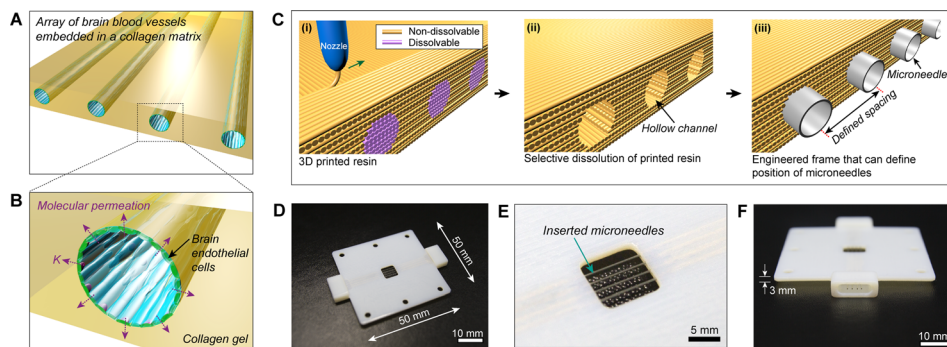 A
Array of brain blood vessels
embedded in a collagen matrix
B
Molecular permeation
K
Brain
endothelial
cells
Collagen gel
C
(i)
Nozzle
Non-dissolvable
Dissolvable
3D printed resin
(ii)
Hollow channel
Selective dissolution of printed resin
(iii)
Microneedle
Defined spacing
Engineered frame that can define
position of microneedles
D
50 mm
50 mm
10 mm
E
Inserted microneedles
5 mm
F
3 mm
10 mm